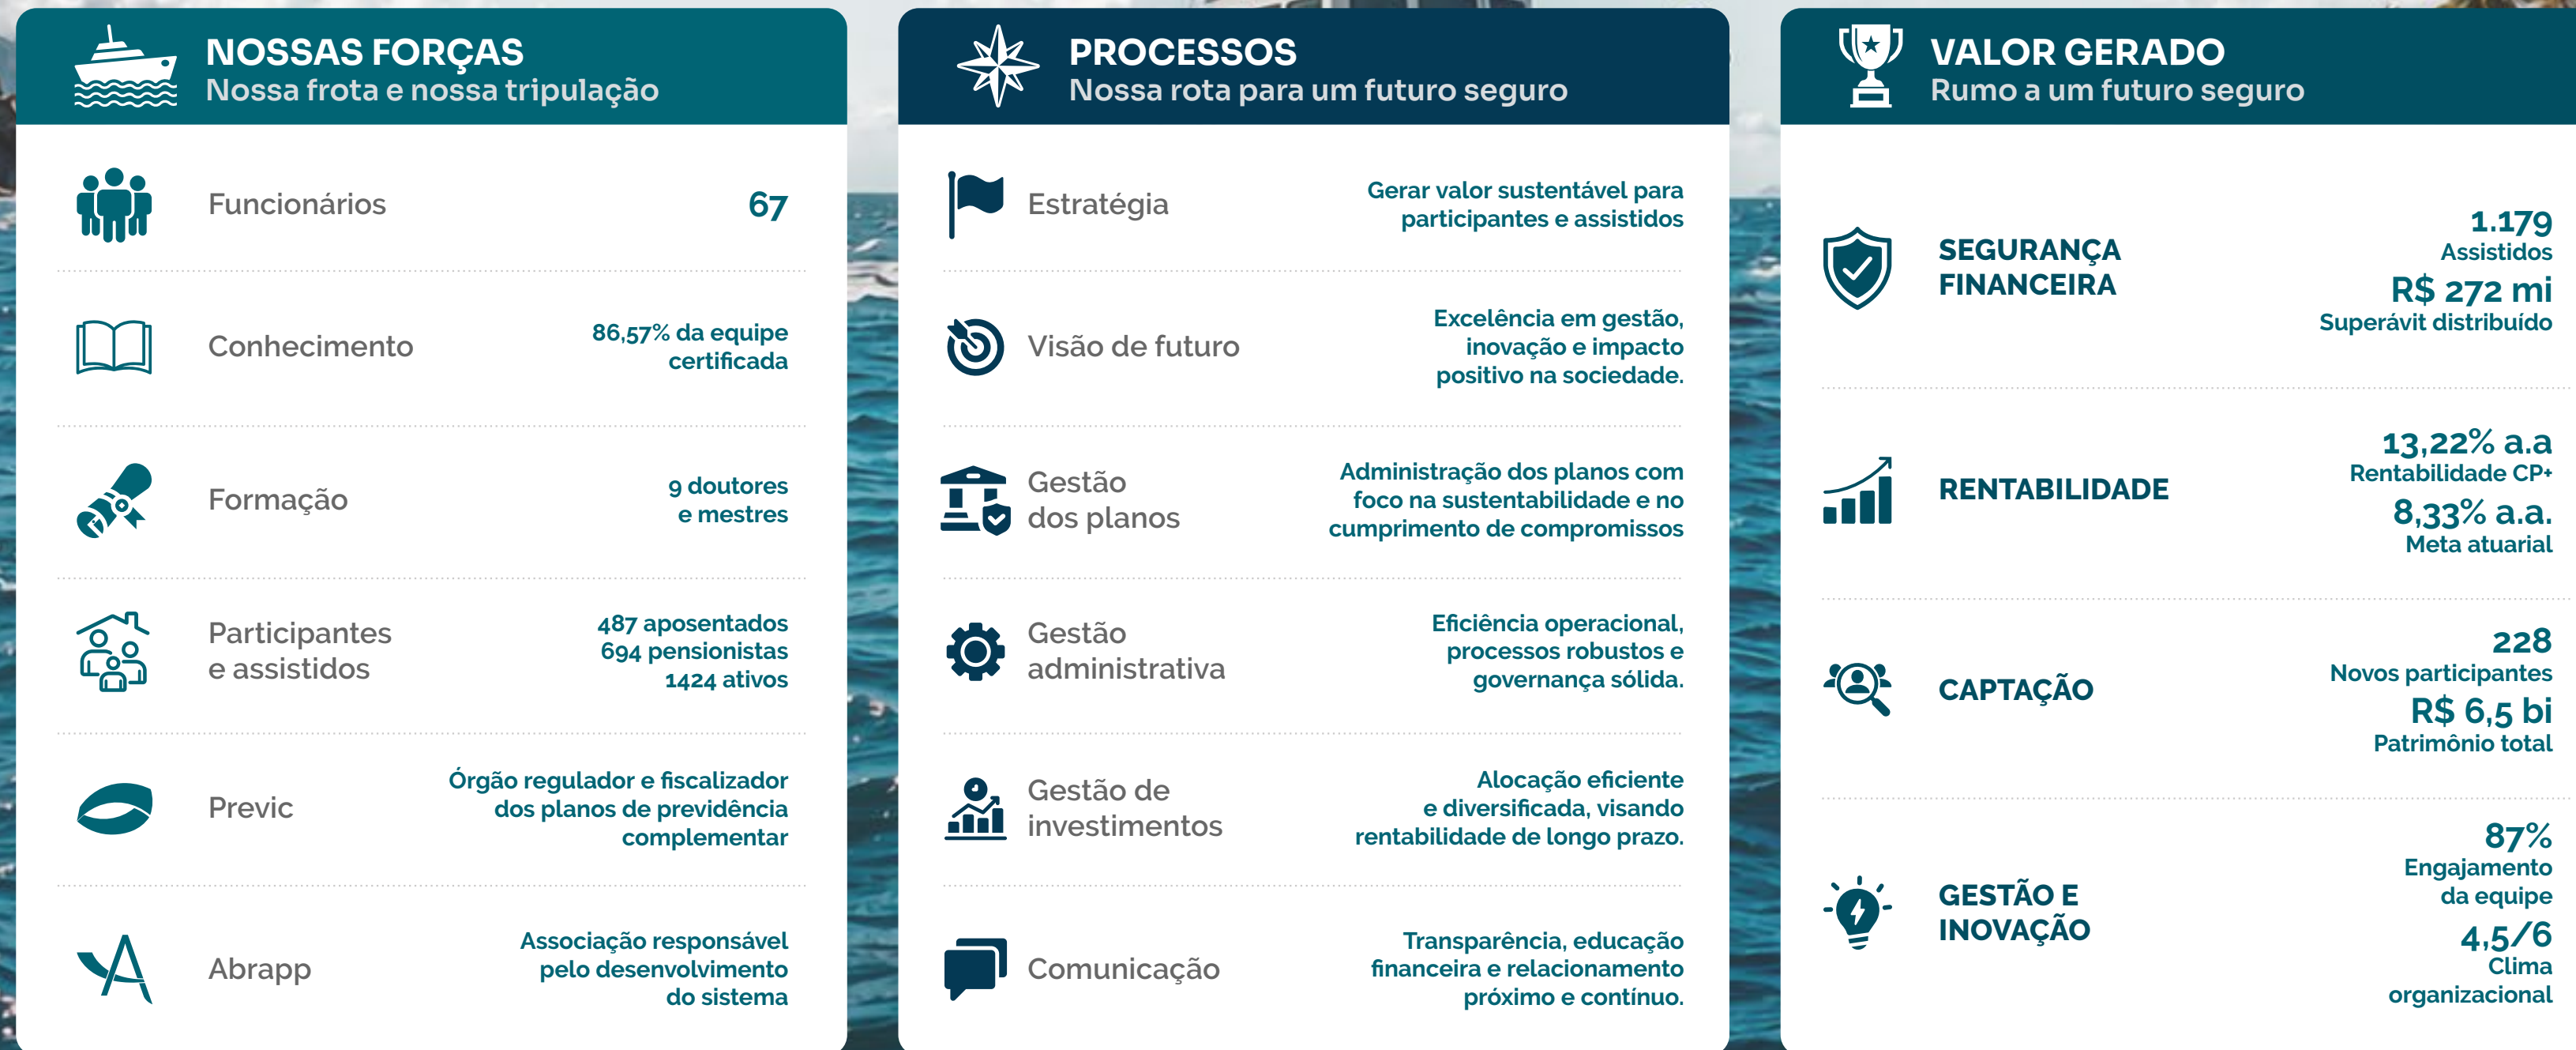 NOSSAS FORÇAS
Nossa frota e nossa tripulação
Funcionários
67
Conhecimento
86,57% da equipe
certificada
Formação
9 doutores
e mestres
Participantes
e assistidos
487 aposentados
694 pensionistas
1424 ativos
Previc
Órgão regulador e fiscalizador
dos planos de previdência
complementar
Abrapp
Associação responsável
pelo desenvolvimento
do sistema
PROCESSOS
Nossa rota para um futuro seguro
Estratégia
Gerar valor sustentável para
participantes e assistidos
Visão de futuro
Excelência em gestão,
inovação e impacto
positivo na sociedade.
Gestão
dos planos
Administração dos planos com
foco na sustentabilidade e no
cumprimento de compromissos
Gestão
administrativa
Eficiência operacional,
processos robustos e
governança sólida.
Gestão de
investimentos
Alocação eficiente
e diversificada, visando
rentabilidade de longo prazo.
Comunicação
Transparência, educação
financeira e relacionamento
próximo e contínuo.
VALOR GERADO
Rumo a um futuro seguro
SEGURANÇA
FINANCEIRA
1.179
Assistidos
R$ 272 mi
Superávit distribuído
RENTABILIDADE
13,22% a.a
Rentabilidade CP+
8,33% a.a.
Meta atuarial
CAPTAÇÃO
228
Novos participantes
R$ 6,5 bi
Patrimônio total
GESTÃO E
INOVAÇÃO
87%
Engajamento
da equipe
4,5/6
Clima
organizacional